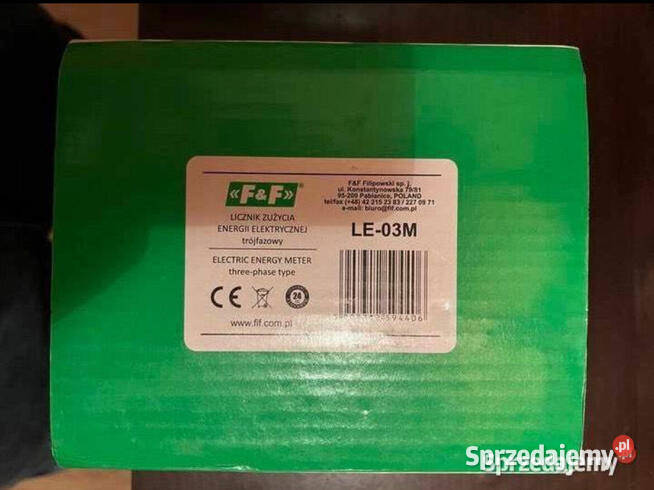 «F&F»®
LICZNIK ZUŻYCIA
ENERGII ELEKTRYCZNEJ
trójfazowy
ELECTRIC ENERGY METER
three-phase type
CE
24
www.fif.com.pl
F&F Filipowski sp. j.
ul. Konstantynowska 79/81
95-200 Pabianice, POLAND
tel/fax (+48) 42 215 23 83 / 227 09 71
e-mail: biuro@fif.com.pl
LE-03M
594406
Sprzedajemy.pl
Sprzedajemy